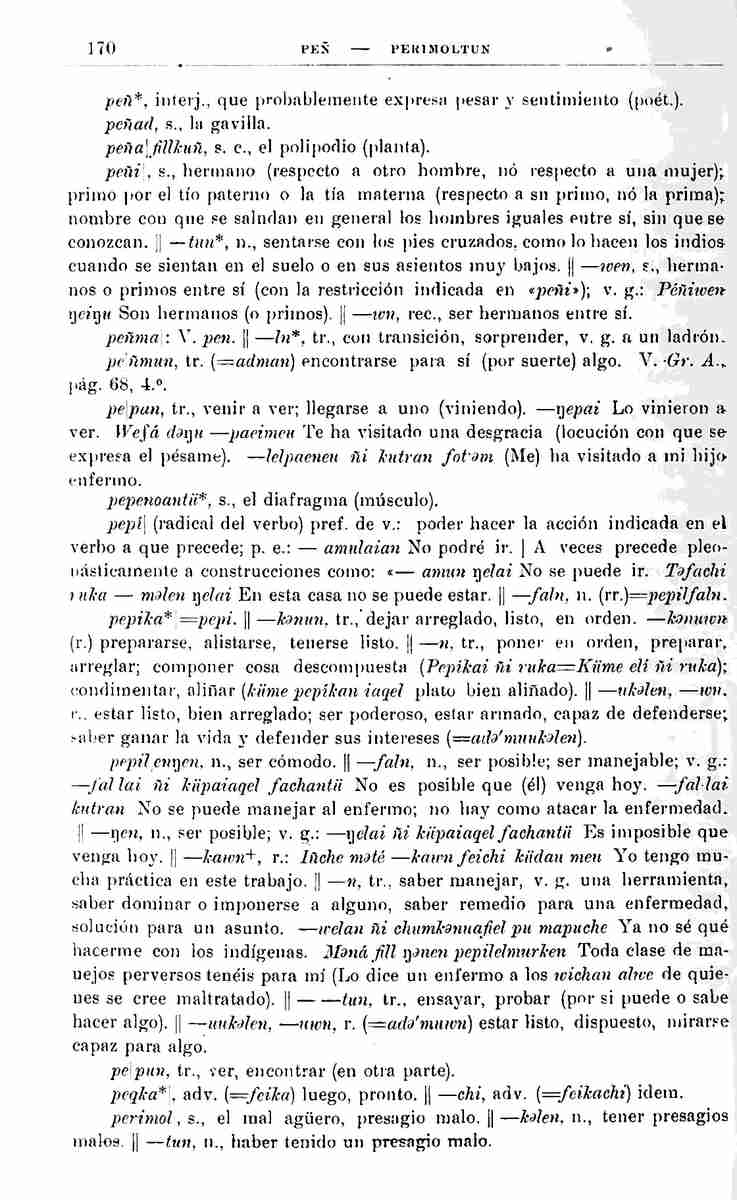 170 PEÑ — PERIMOLTUN
peñ*, interj., que probablemente expresa pesar y sentimiento (poét.).
peñad, s., la gavilla.
peña|fillkuñ, s. c., el polipodio (planta).
peñi|, s., hermano (respecto a otro hombre, nó respecto a una mujer);
primo por el tío paterno o la tía materna (respecto a su primo, nó la prima);
nombre con que se saludan en general los hombres iguales entre sí, sin que se
conozcan. || —tun*, n., sentarse con los pies cruzados, como lo hacen los indios
cuando se sientan en el suelo o en sus asientos muy bajos. || —wen, s., herma-
nos o primos entre sí (con la restricción indicada en «peñi»); v. g.: Péñiwen
ŋeiŋu Son hermanos (o primos). || —wn, rec., ser hermanos entre sí.
peñma|: V. pen. || —ln*, tr., con transición, sorprender, v. g. a un ladrón.
pe'ñmun, tr. (=adman) encontrarse para sí (por suerte) algo. V. Gr. A.,
pág. 68, 4.º.
pe|pan, tr., venir a ver; llegarse a uno (viniendo). —ŋepai Lo vinieron a
ver. Wefá dəŋu —paeimeu Te ha visitado una desgracia (locución con que se
expresa el pésame). —lelpaeneu ñi kutran fotəm (Me) ha visitado a mi hijo
enfermo.
pepenoantü*, s., el diafragma (músculo).
pepí| (radical del verbo) pref. de v.: poder hacer la acción indicada en el
verbo a que precede; p. e.: — amulaian No podré ir. | A veces precede pleo-
násticamente a construcciones como: «— amun ŋelai No se puede ir. Təfachi
ruka — məlen ŋelai En esta casa no se puede estar. || —faln, n. (rr.)=pepilfaln.
pepika*|=pepi. || —kənun, tr., dejar arreglado, listo, en orden. —kənuwn
(r.) prepararse, alistarse, tenerse listo. || —n, tr., poner en orden, preparar,
arreglar; componer cosa descompuesta (Pepikai ñi ruka=Küme elí ñi ruka);
condimentar, aliñar (küme pepikan iaqel plato bien aliñado). || —ukəlen, —wn,
r., estar listo, bien arreglado; ser poderoso, estar armado, capaz de defenderse;
saber ganar la vida y defender sus intereses (=adə'muukəlen).
pepil|enŋen, n., ser cómodo. || —faln, n., ser posible; ser manejable; v. g.:
—fal lai ñi küpaiaqel fachantü No es posible que (él) venga hoy. —fal-lai
kutran No se puede manejar al enfermo; no hay como atacar la enfermedad.
|| —ŋen, n., ser posible; v. g.: —ŋelai ñi küpaiaqel fachantü Es imposible que
venga hoy. || —kawn+, r.: Iñche məté —kawn feichi küdau meu Yo tengo mu-
cha práctica en este trabajo. || —n, tr., saber manejar, v. g. una herramienta,
saber dominar o imponerse a alguno, saber remedio para una enfermedad,
solución para un asunto. —welan ñi chumkənuafiel pu mapuche Ya no sé qué
hacerme con los indígenas. Məná fill ŋənen pepilelmurken Toda clase de ma-
nejos perversos tenéis para mí (Lo dice un enfermo a los wichan alwe de quie-
nes se cree maltratado). || — —tun, tr., ensayar, probar (por si puede o sabe
hacer algo). || —uukəlen, —uwn, r. (=adə'muwn) estar listo, dispuesto, mirarse
capaz para algo.
pe|pun, tr., ver, encontrar (en otra parte).
peqka*|, adv. (=feika) luego, pronto. || —chi, adv. (=feikachi) idem.
perimol, s., el mal agüero, presagio malo. || —kəlen, n., tener presagios
malos. || —tun, n., haber tenido un presagio malo.